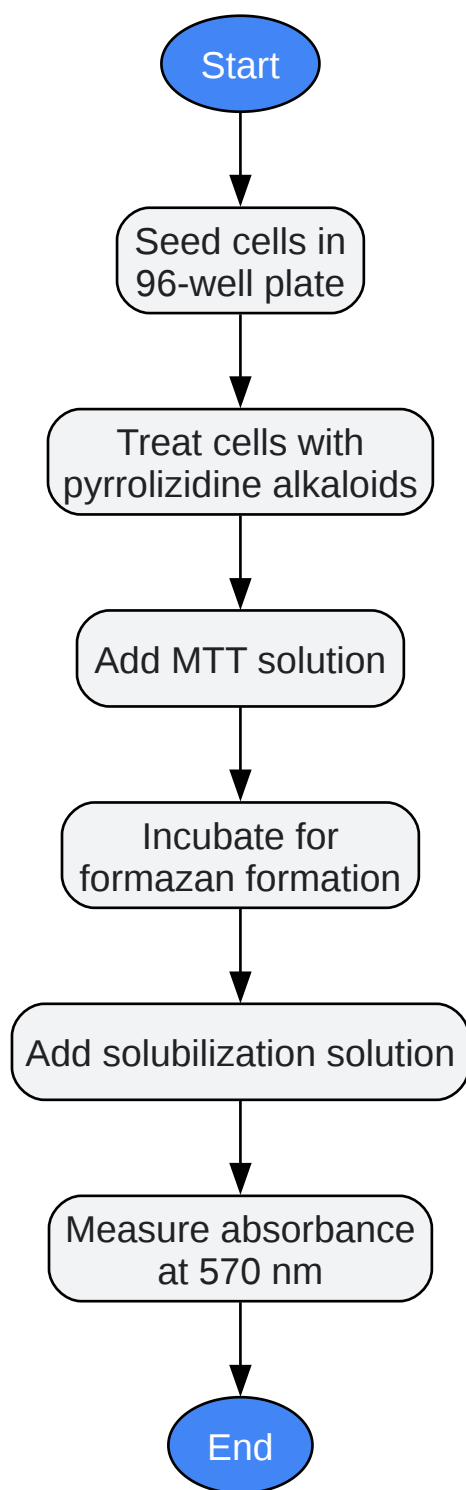 Start
Seed cells in
96-well plate
Treat cells with
pyrrolizidine alkaloids
Add MTT solution
Incubate for
formazan formation
Add solubilization solution
Measure absorbance
at 570 nm
End